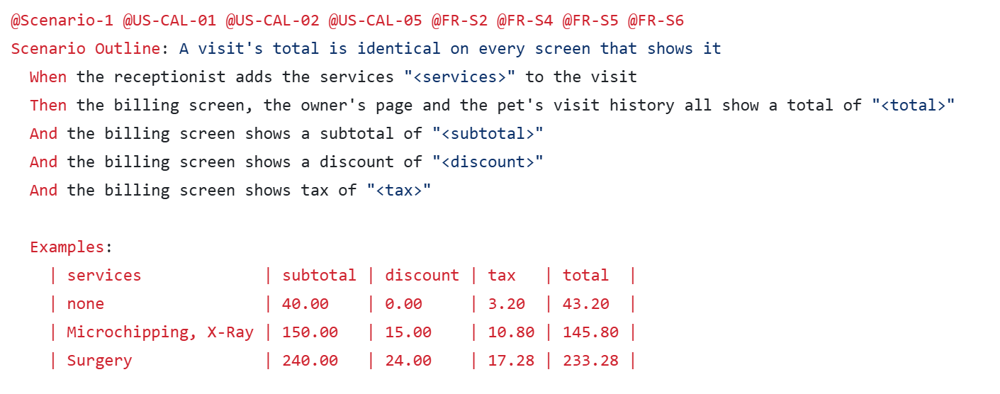 @Scenario-1 @US-CAL-01 @US-CAL-02 @US-CAL-05 @FR-S2 @FR-S4 @FR-S5 @FR-S6
Scenario Outline: A visit's total is identical on every screen that shows it
  When the receptionist adds the services "<services>" to the visit
  Then the billing screen, the owner's page and the pet's visit history all show a total of "<total>"
  And the billing screen shows a subtotal of "<subtotal>"
  And the billing screen shows a discount of "<discount>"
  And the billing screen shows tax of "<tax>"

  Examples:
    | services            | subtotal | discount | tax   | total  |
    | none                | 40.00    | 0.00     | 3.20  | 43.20  |
    | Microchipping, X-Ray | 150.00   | 15.00    | 10.80 | 145.80 |
    | Surgery             | 240.00   | 24.00    | 17.28 | 233.28 |